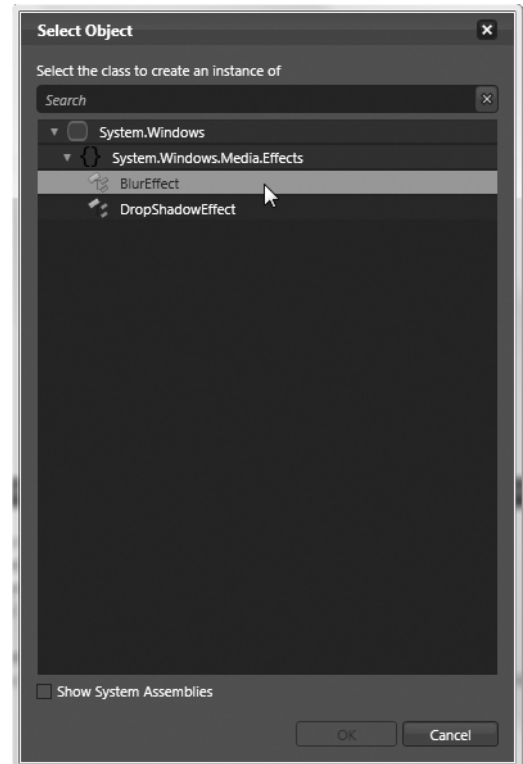 Select Object
Select the class to create an instance of
Search
System.Windows
{} System.Windows.Media.Effects
BlurEffect
DropShadowEffect
Show System Assemblies
OK Cancel